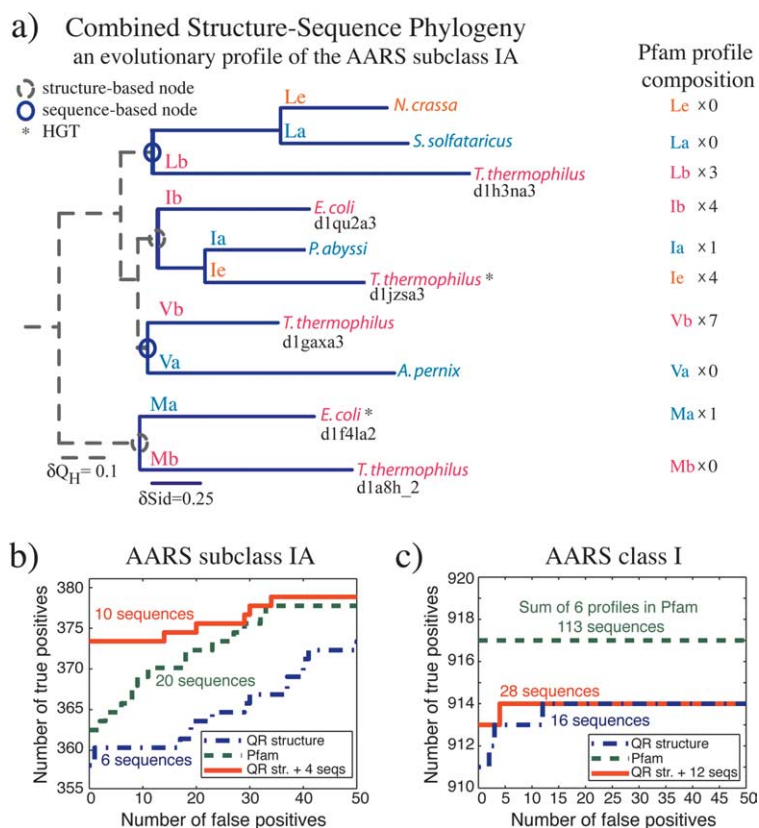 a) Combined Structure-Sequence Phylogeny
an evolutionary profile of the AARS subclass IA
Pfam profile
composition
structure-based node
sequence-based node
* HGT
Le
N. crassa
Le ×0
La
S. solfataricus
La ×0
Lb
T. thermophilus
d1h3na3
Lb ×3
Ib
E. coli
d1qu2a3
Ib ×4
Ia
P. abyssi
Ia ×1
Ie
T. thermophilus *
d1jzsa3
Ie ×4
Vb
T. thermophilus
d1gaxa3
Vb ×7
Va
A. pernix
Va ×0
Ma
E. coli *
d1f4la2
Ma ×1
Mb
T. thermophilus
d1a8h_2
Mb ×0
δQH= 0.1
δSid=0.25
b) AARS subclass IA
Number of true positives
380
375
370
365
360
355
10 sequences
20 sequences
6 sequences
QR structure
Pfam
QR str. + 4 seqs
0 10 20 30 40 50
Number of false positives
c) AARS class I
Number of true positives
920
918
916
914
912
910
Sum of 6 profiles in Pfam
113 sequences
28 sequences
16 sequences
QR structure
Pfam
QR str. + 12 seqs
0 5 10 15 20 25 30 35 40 45 50
Number of false positives